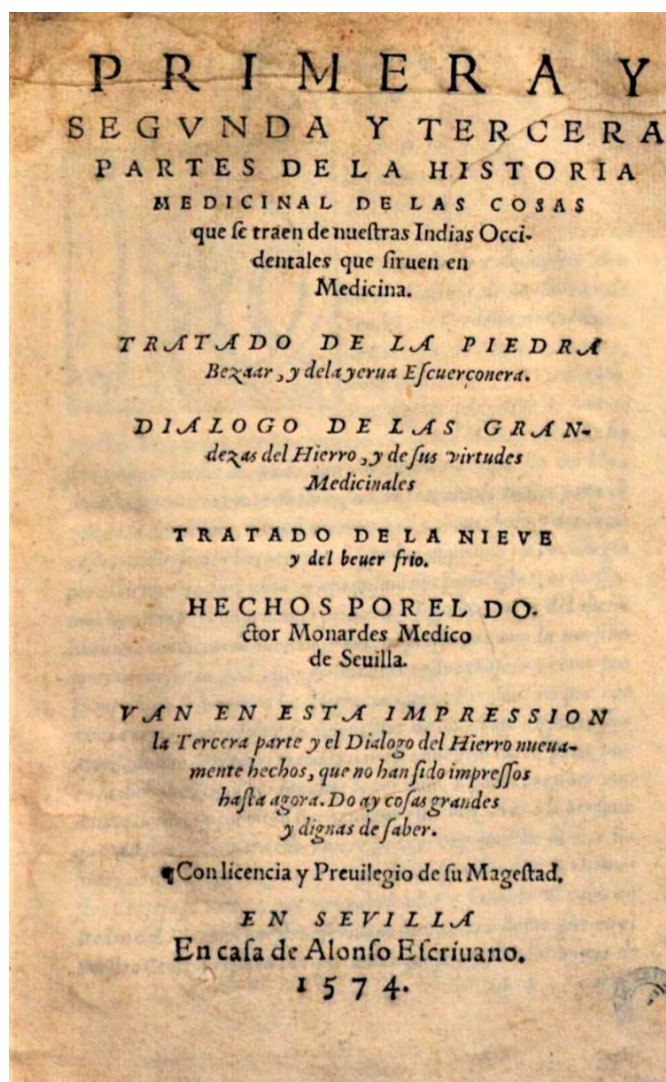 PRIMERA Y
SEGVNDA Y TERCERA
PARTES DE LA HISTORIA
MEDICINAL DE LAS COSAS
que ſe traen de nueſtras Indias Occi-
dentales que ſiruen en
Medicina.
TRATADO DE LA PIEDRA
Bezaar, y dela yerua Eſcuerçonera.
DIALOGO DE LAS GRAN-
dezas del Hierro, y de ſus virtudes
Medicinales
TRATADO DE LA NIEVE
y del beuer frio.
HECHOS POR EL DO.
ctor Monardes Medico
de Seuilla.
VAN EN ESTA IMPRESSION
la Tercera parte y el Dialogo del Hierro nueua-
mente hechos, que no han ſido impreſſos
haſta agora. Do ay coſas grandes
y dignas de ſaber.
¶Con licencia y Preuilegio de ſu Mageſtad.
EN SEVILLA
En caſa de Alonſo Eſcriuano.
1574.